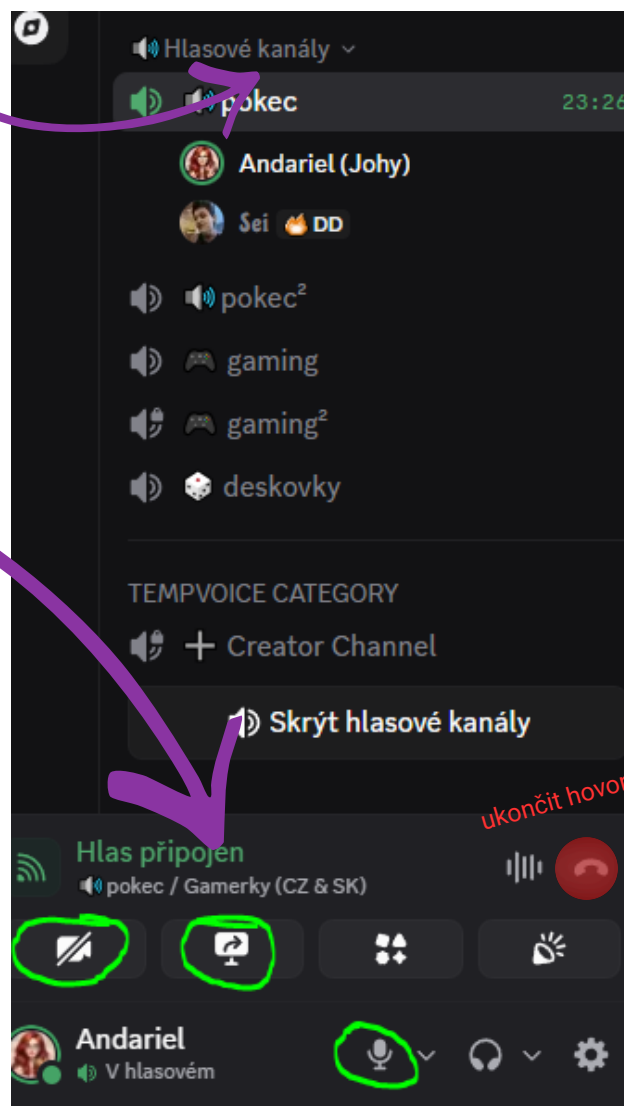 Hlasové kanály
pokec 23:26
Andariel (Johy)
Sei DD
pokec²
gaming
gaming²
deskovky
TEMPVOICE CATEGORY
Creator Channel
Skrýt hlasové kanály
ukončit hovor
Hlas připojen
pokec / Gamerky (CZ & SK)
Andariel
V hlasovém